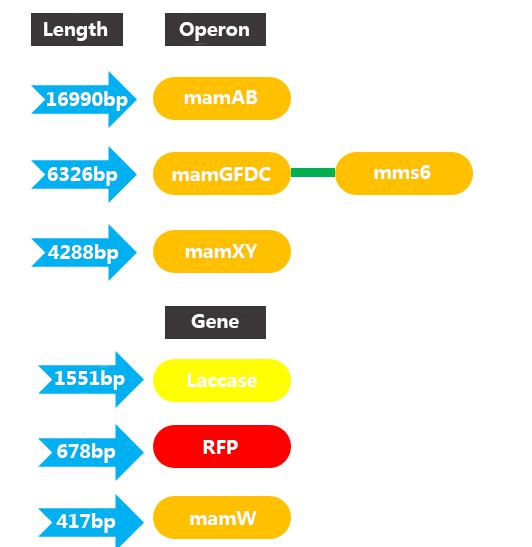 Length Operon
16990bp mamAB
6326bp mamGFDC mms6
4288bp mamXY
Gene
1551bp Laccase
678bp RFP
417bp mamW